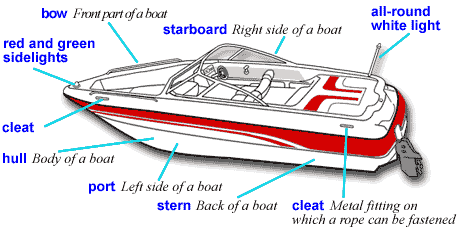 bow Front part of a boat
all-round
white light
starboard Right side of a boat
red and green
sidelights
cleat
hull Body of a boat
port Left side of a boat
stern Back of a boat
cleat Metal fitting on
which a rope can be fastened